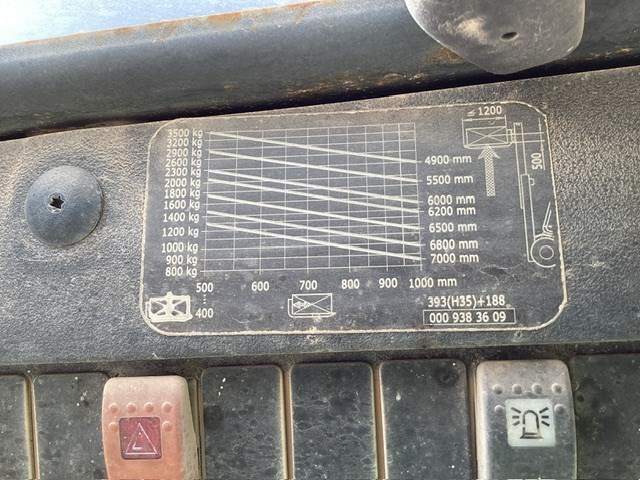 ≤ 1200
3500 kg
3200 kg
2900 kg
2600 kg
2300 kg
2000 kg
1800 kg
1600 kg
1400 kg
1200 kg
1000 kg
900 kg
800 kg
4900 mm
5500 mm
6000 mm
6200 mm
6500 mm
6800 mm
7000 mm
500
500 600 700 800 900 1000 mm
400
393(H35)+188
000 938 36 09